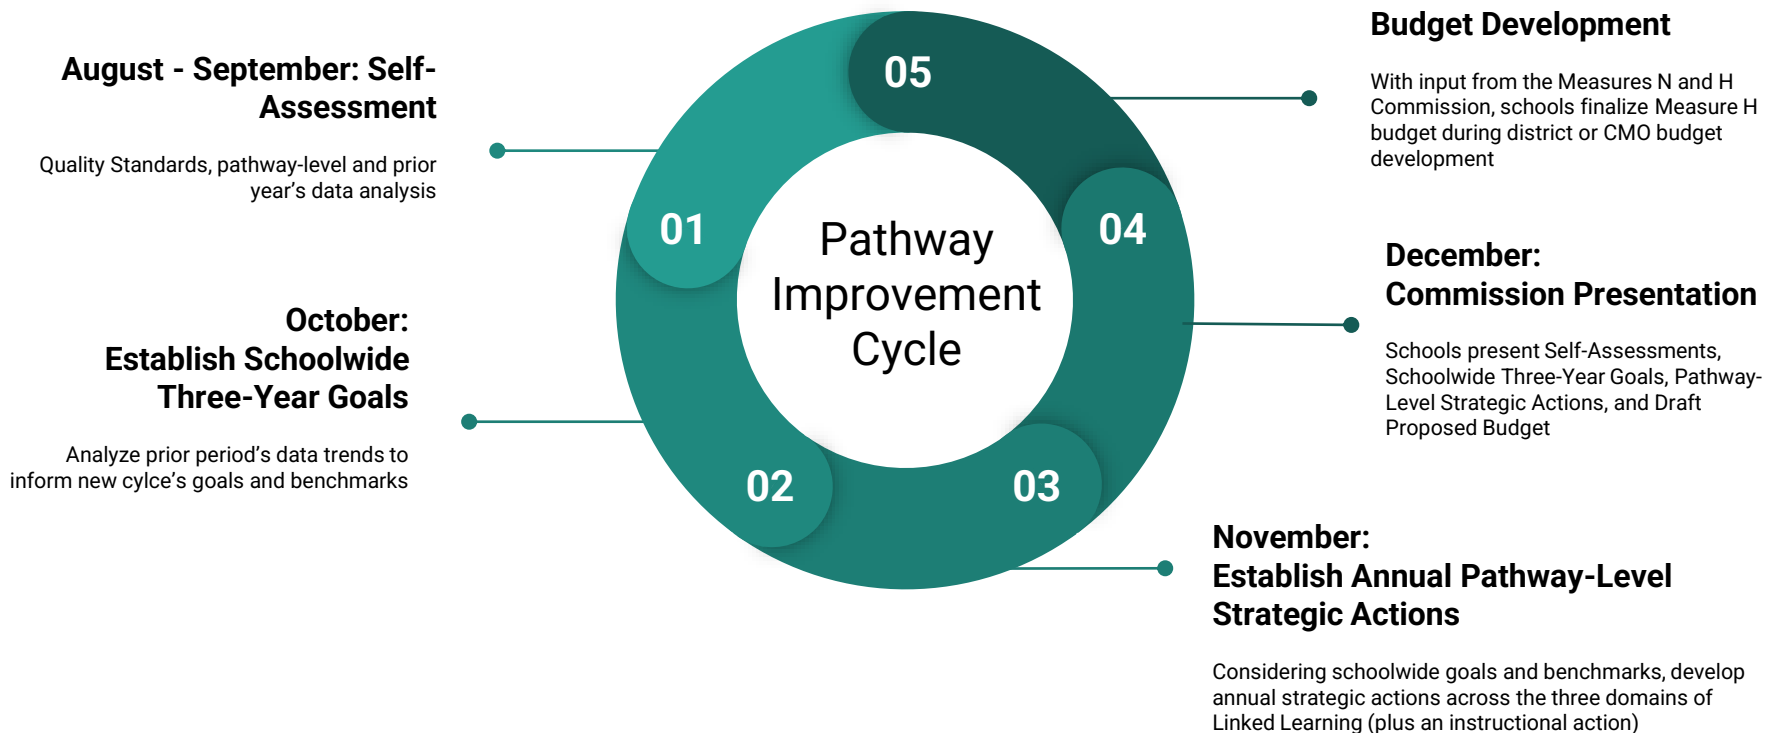 August - September: Self-
Assessment
Quality Standards, pathway-level and prior
year's data analysis
01
October:
Establish Schoolwide
Three-Year Goals
Analyze prior period's data trends to
inform new cylce's goals and benchmarks
02
Pathway
Improvement
Cycle
03
November:
Establish Annual Pathway-Level
Strategic Actions
Considering schoolwide goals and benchmarks, develop
annual strategic actions across the three domains of
Linked Learning (plus an instructional action)
04
December:
Commission Presentation
Schools present Self-Assessments,
Schoolwide Three-Year Goals, Pathway-
Level Strategic Actions, and Draft
Proposed Budget
05
Budget Development
With input from the Measures N and H
Commission, schools finalize Measure H
budget during district or CMO budget
development